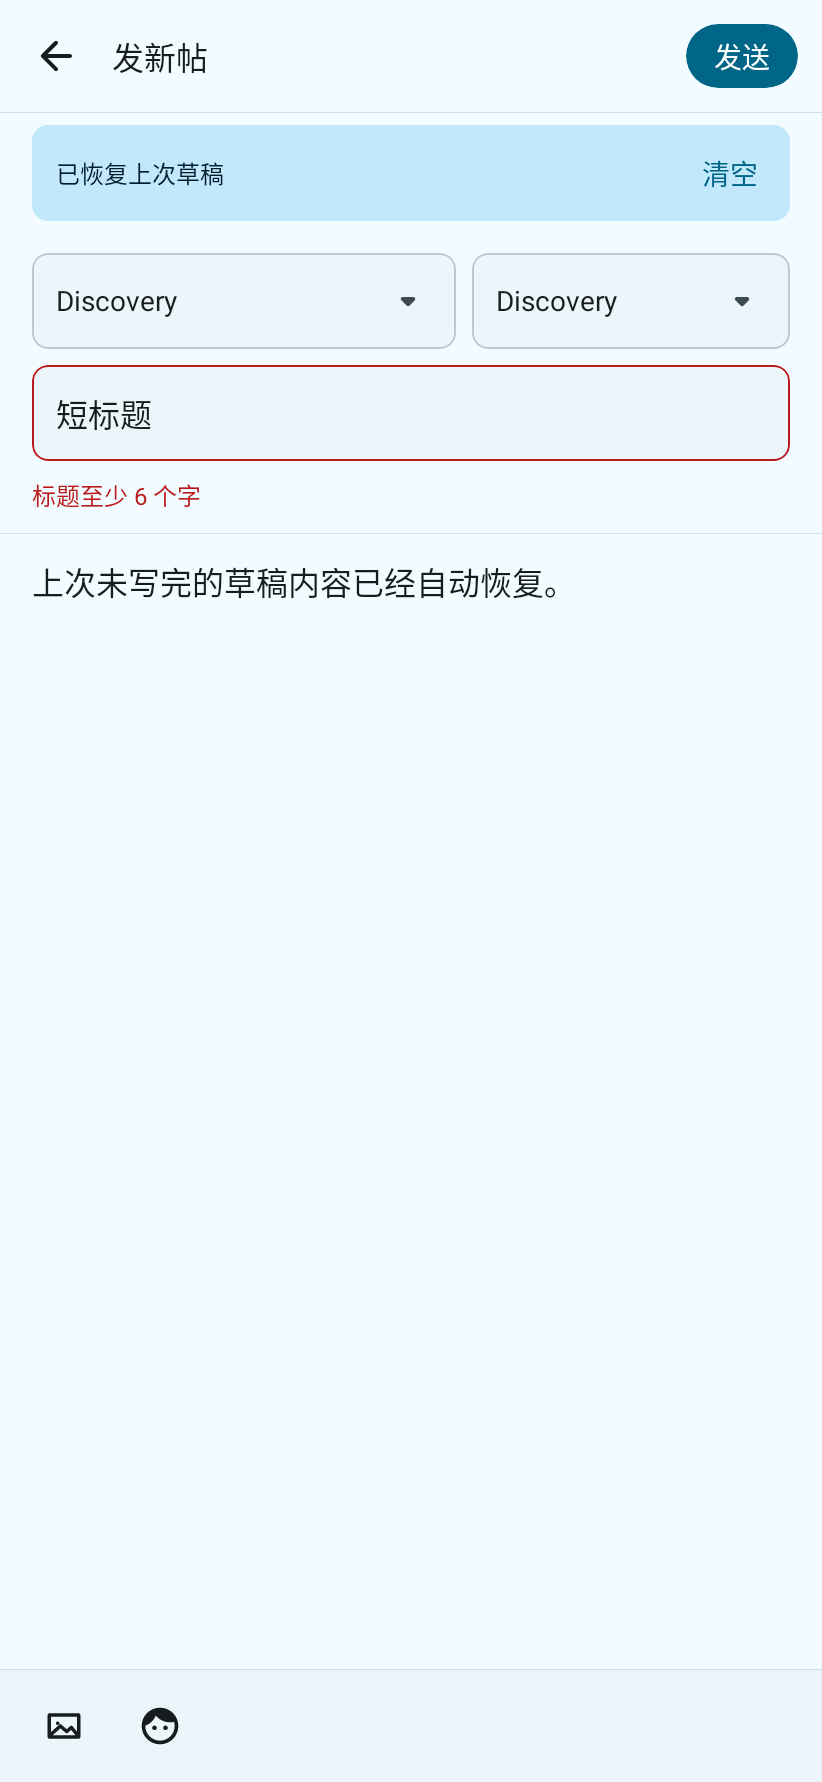 发新帖
发送
已恢复上次草稿
清空
Discovery
Discovery
短标题
标题至少 6 个字
上次未写完的草稿内容已经自动恢复。